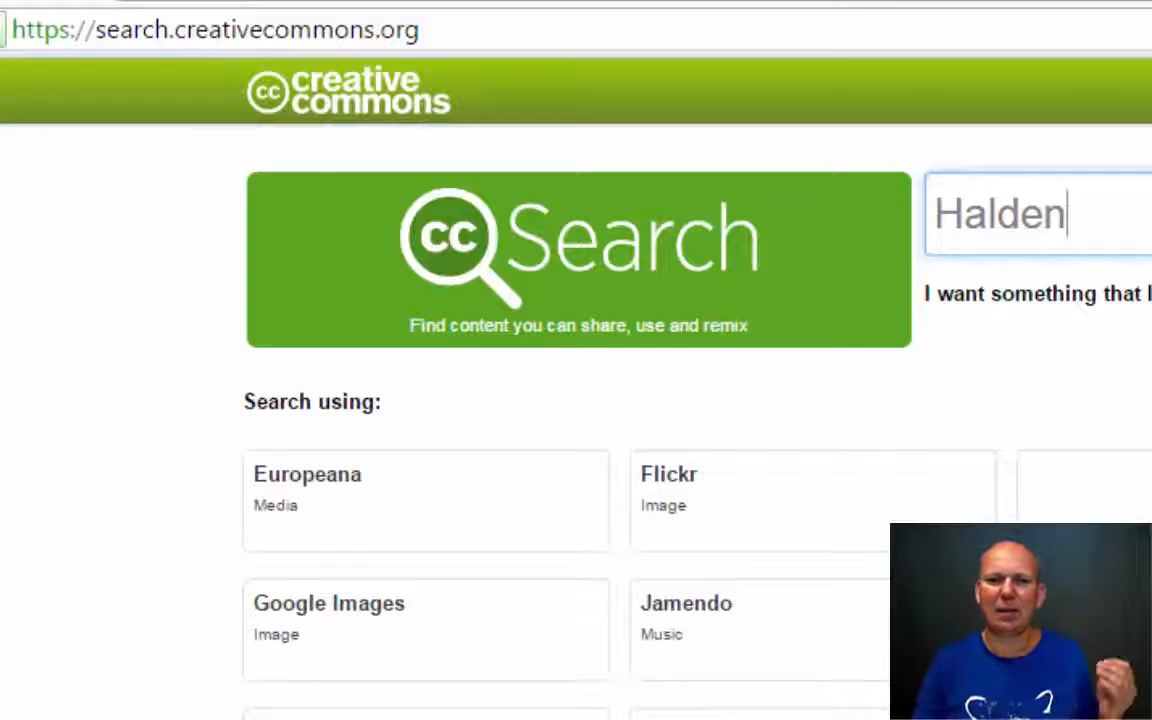 https://search.creativecommons.org
cc creative
commons
cc Search
Find content you can share, use and remix
Halden
I want something that
Search using:
Europeana
Media
Flickr
Image
Google Images
Image
Jamendo
Music